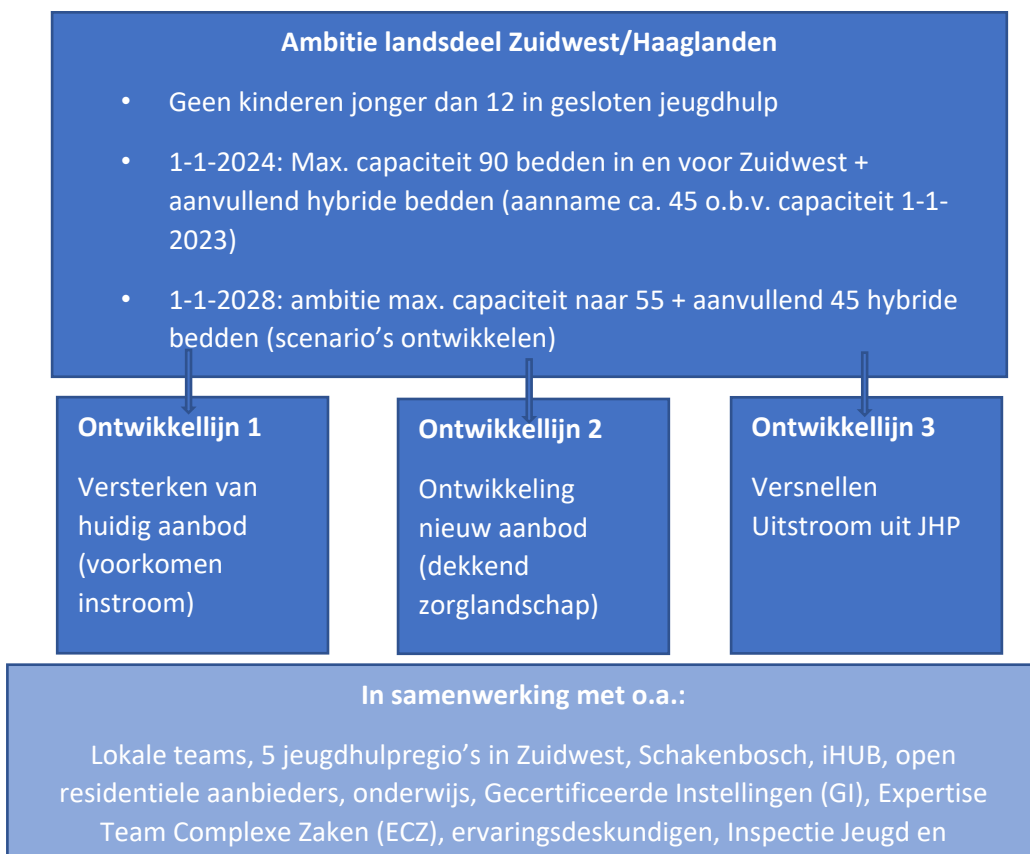 Ambitie landsdeel Zuidwest/Haaglanden
• Geen kinderen jonger dan 12 in gesloten jeugdhulp
• 1-1-2024: Max. capaciteit 90 bedden in en voor Zuidwest +
aanvullend hybride bedden (aanname ca. 45 o.b.v. capaciteit 1-1-
2023)
• 1-1-2028: ambitie max. capaciteit naar 55 + aanvullend 45 hybride
bedden (scenario’s ontwikkelen)
Ontwikkellijn 1
Versterken van
huidig aanbod
(voorkomen
instroom)
Ontwikkellijn 2
Ontwikkeling
nieuw aanbod
(dekkend
zorglandschap)
Ontwikkellijn 3
Versnellen
Uitstroom uit JHP
In samenwerking met o.a.:
Lokale teams, 5 jeugdhulpregio’s in Zuidwest, Schakenbosch, iHUB, open
residentiele aanbieders, onderwijs, Gecertificeerde Instellingen (GI), Expertise
Team Complexe Zaken (ECZ), ervaringsdeskundigen, Inspectie Jeugd en